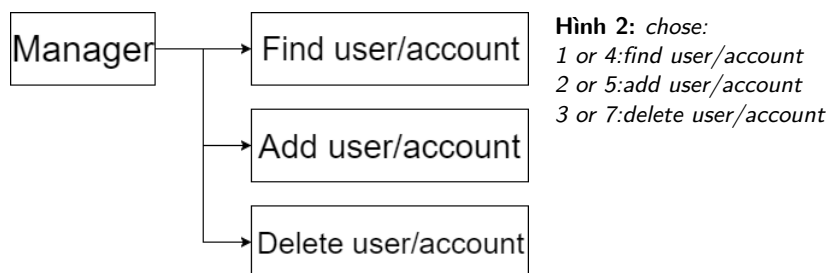 Manager
Find user/account
Add user/account
Delete user/account
Hình 2: chose:
1 or 4:find user/account
2 or 5:add user/account
3 or 7:delete user/account